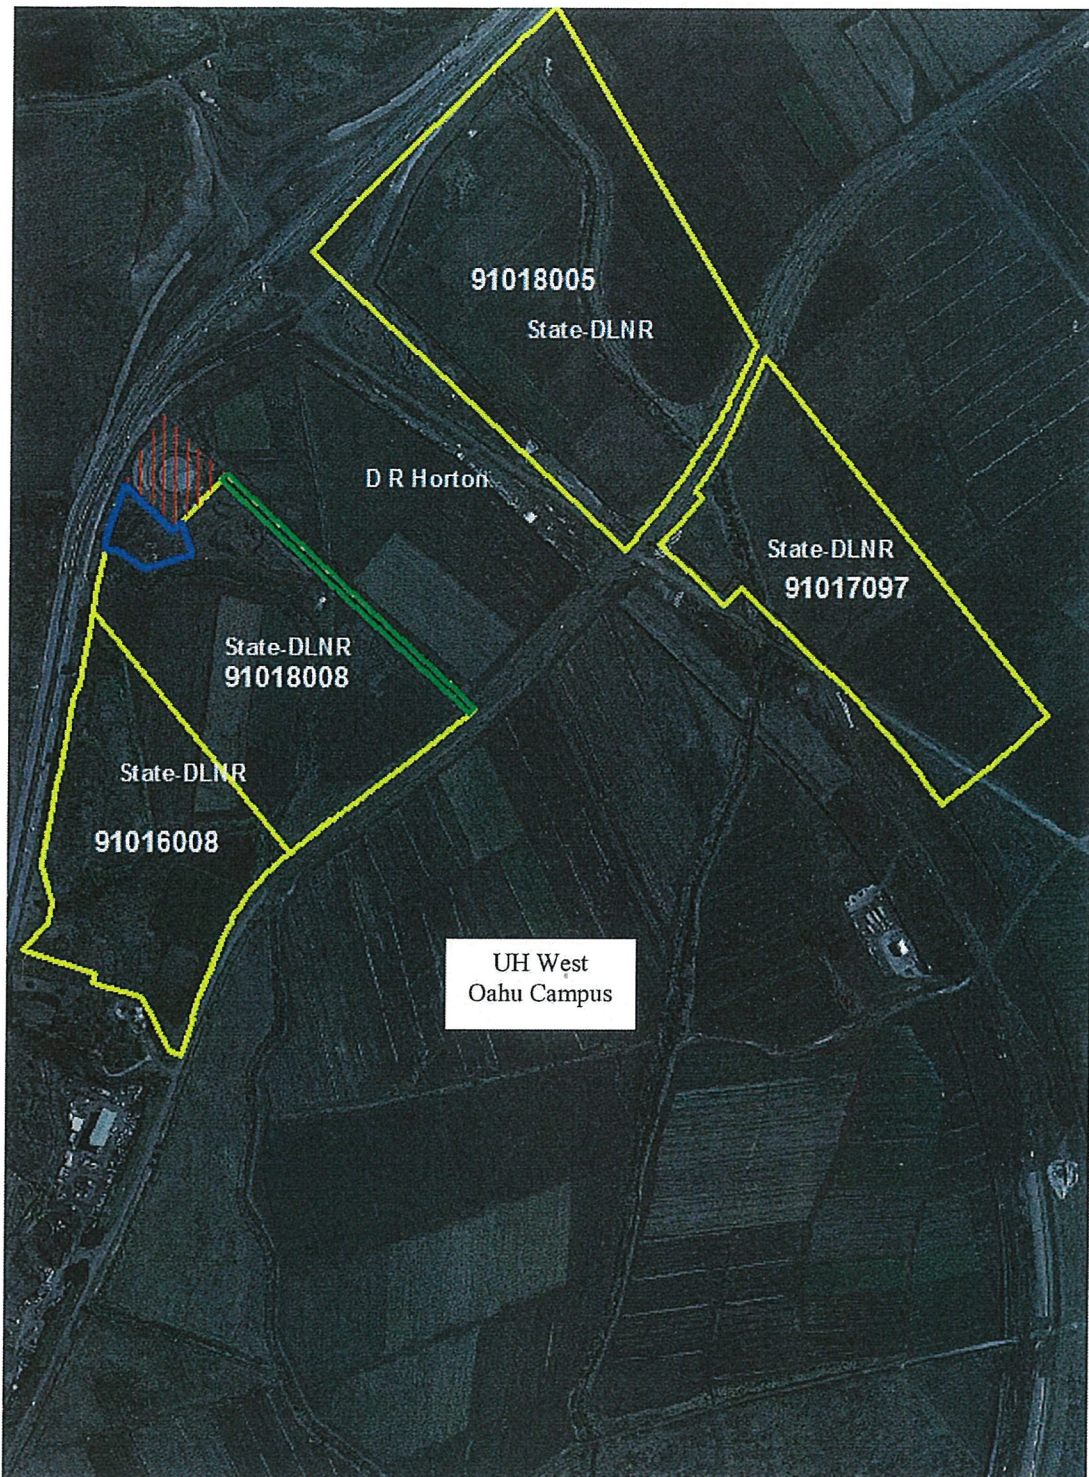 91018005
State-DLNR
D R Horton
State-DLNR
91017097
State-DLNR
91018008
State-DLNR
91016008
UH West
Oahu Campus